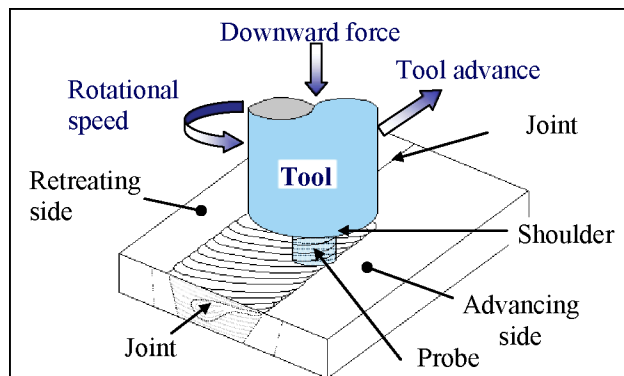 Downward force
Tool advance
Rotational
speed
Joint
Retreating
side
Tool
Shoulder
Advancing
side
Joint
Probe